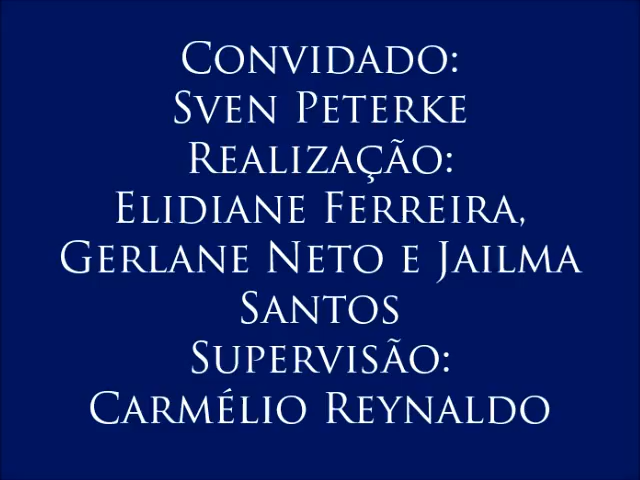 Convidado:
Sven Peterke
Realização:
Elidiane Ferreira,
Gerlane Neto e Jailma
Santos
Supervisão:
Carmélio Reynaldo